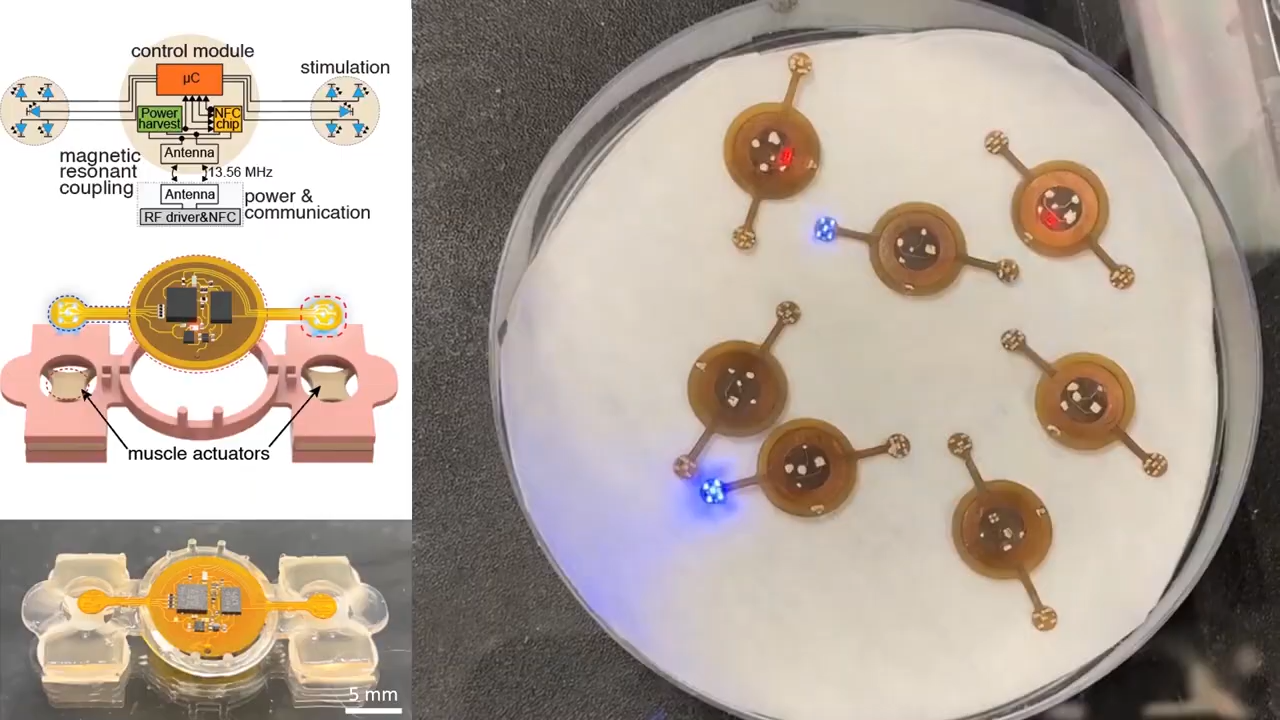 control module
µC
stimulation
Power
harvest
NFC
chip
Antenna
magnetic
resonant
coupling
13.56 MHz
Antenna
power &
communication
RF driver&NFC
muscle actuators
5 mm